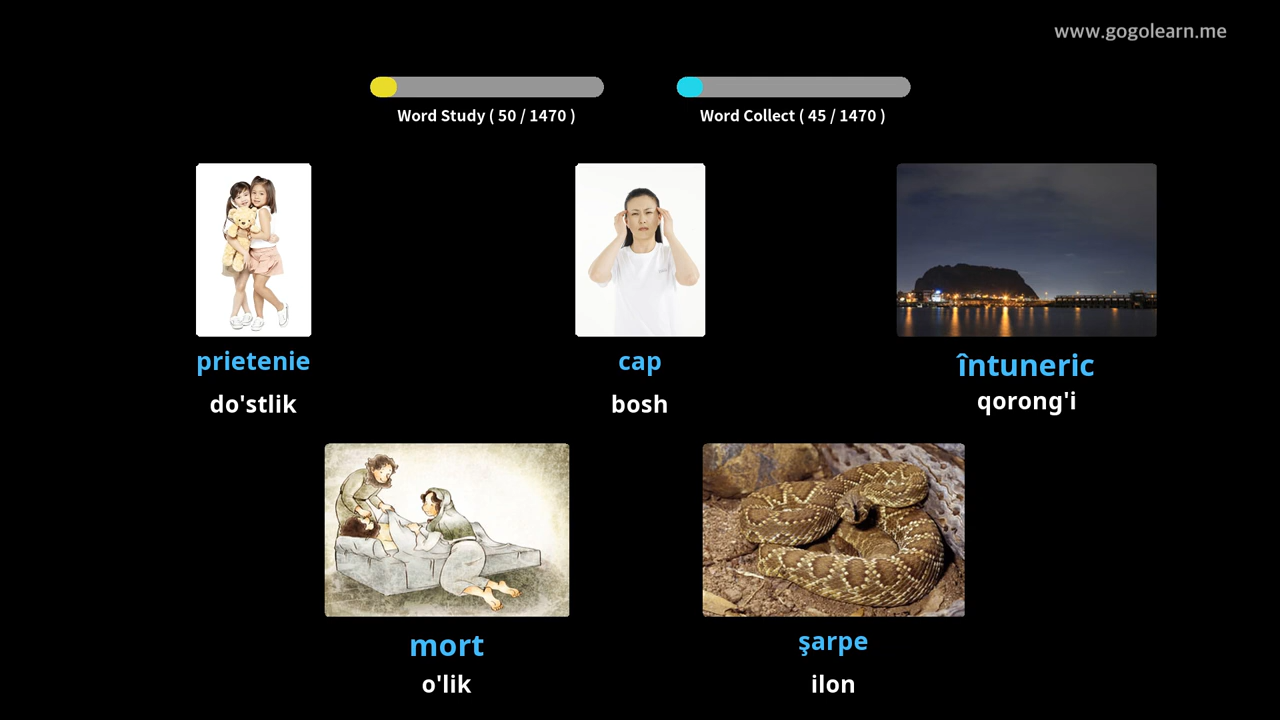 www.gogolearn.me
Word Study ( 50 / 1470 )
Word Collect ( 45 / 1470 )
prietenie
do'stlik
cap
bosh
întuneric
qorong'i
mort
o'lik
şarpe
ilon